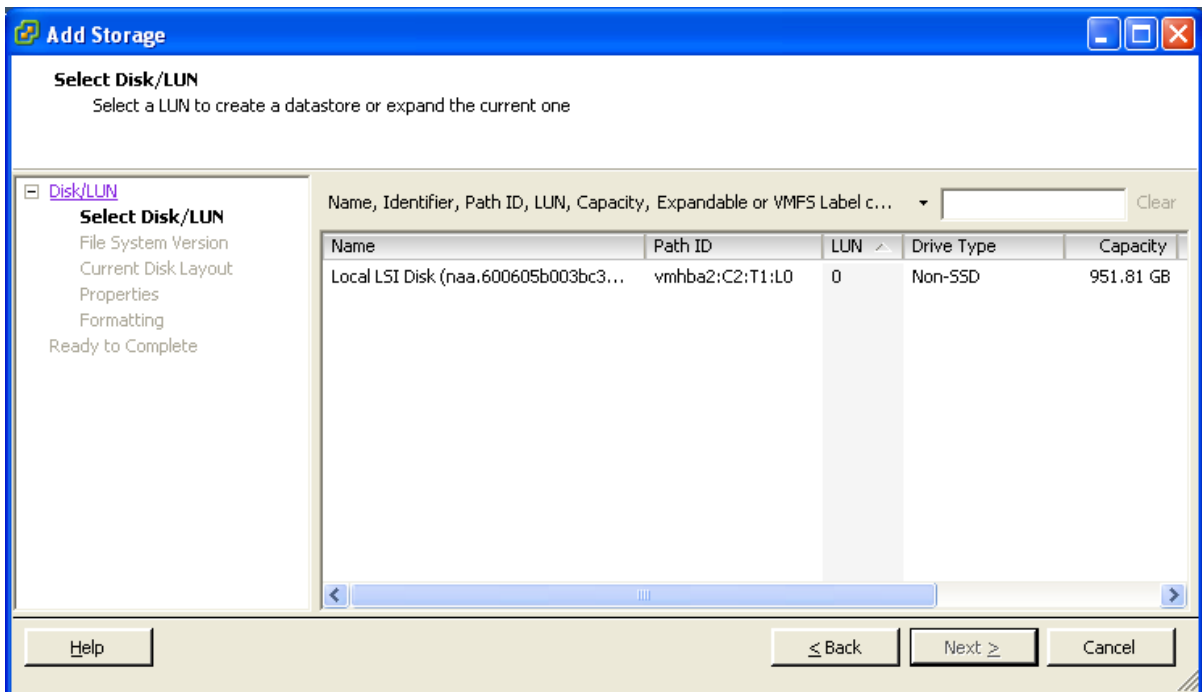 Add Storage
Select Disk/LUN
Select a LUN to create a datastore or expand the current one
Disk/LUN
Select Disk/LUN
File System Version
Current Disk Layout
Properties
Formatting
Ready to Complete
Name, Identifier, Path ID, LUN, Capacity, Expandable or VMFS Label c... Clear
Name Path ID LUN Drive Type Capacity
Local LSI Disk (naa.600605b003bc3... vmhba2:C2:T1:L0 0 Non-SSD 951.81 GB
Help < Back Next > Cancel